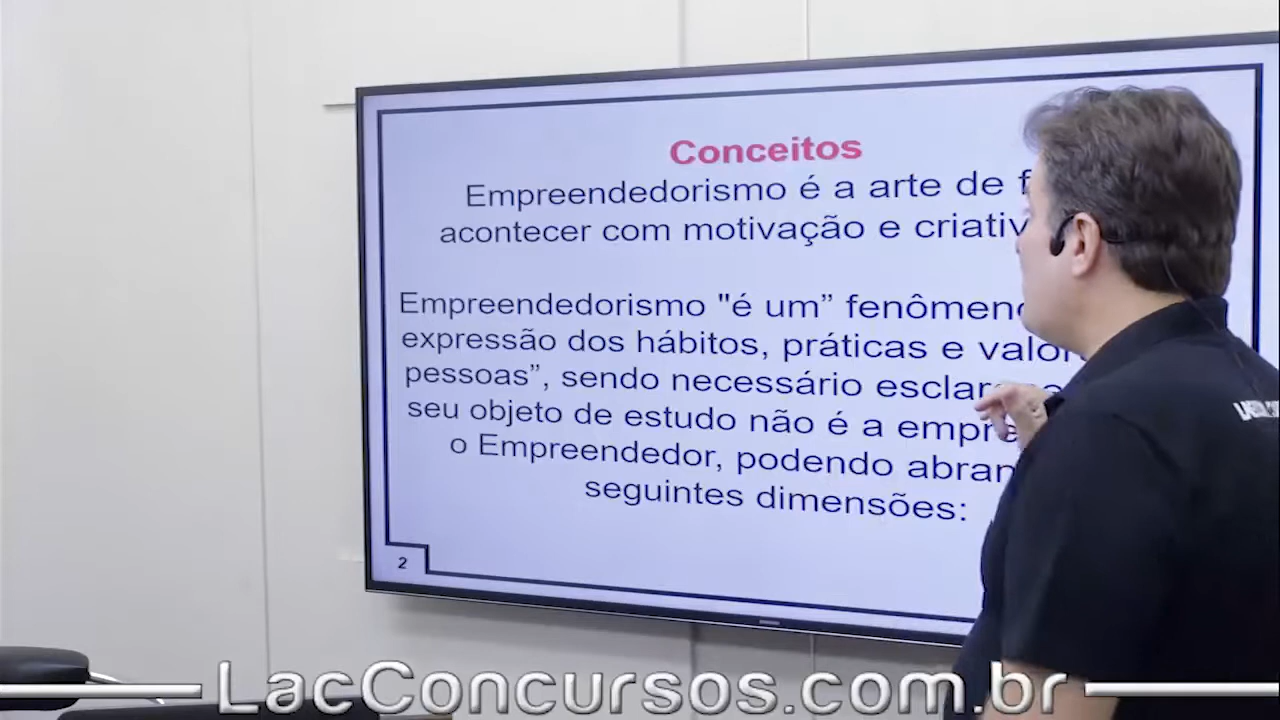 Conceitos
Empreendedorismo é a arte de
acontecer com motivação e
Empreendedorismo "é um”
expressão dos hábitos, práticas e
pessoas”, sendo necessário
seu objeto de estudo não é a
o Empreendedor, podendo
seguintes dimensões:
2
LacConcursos.com.br